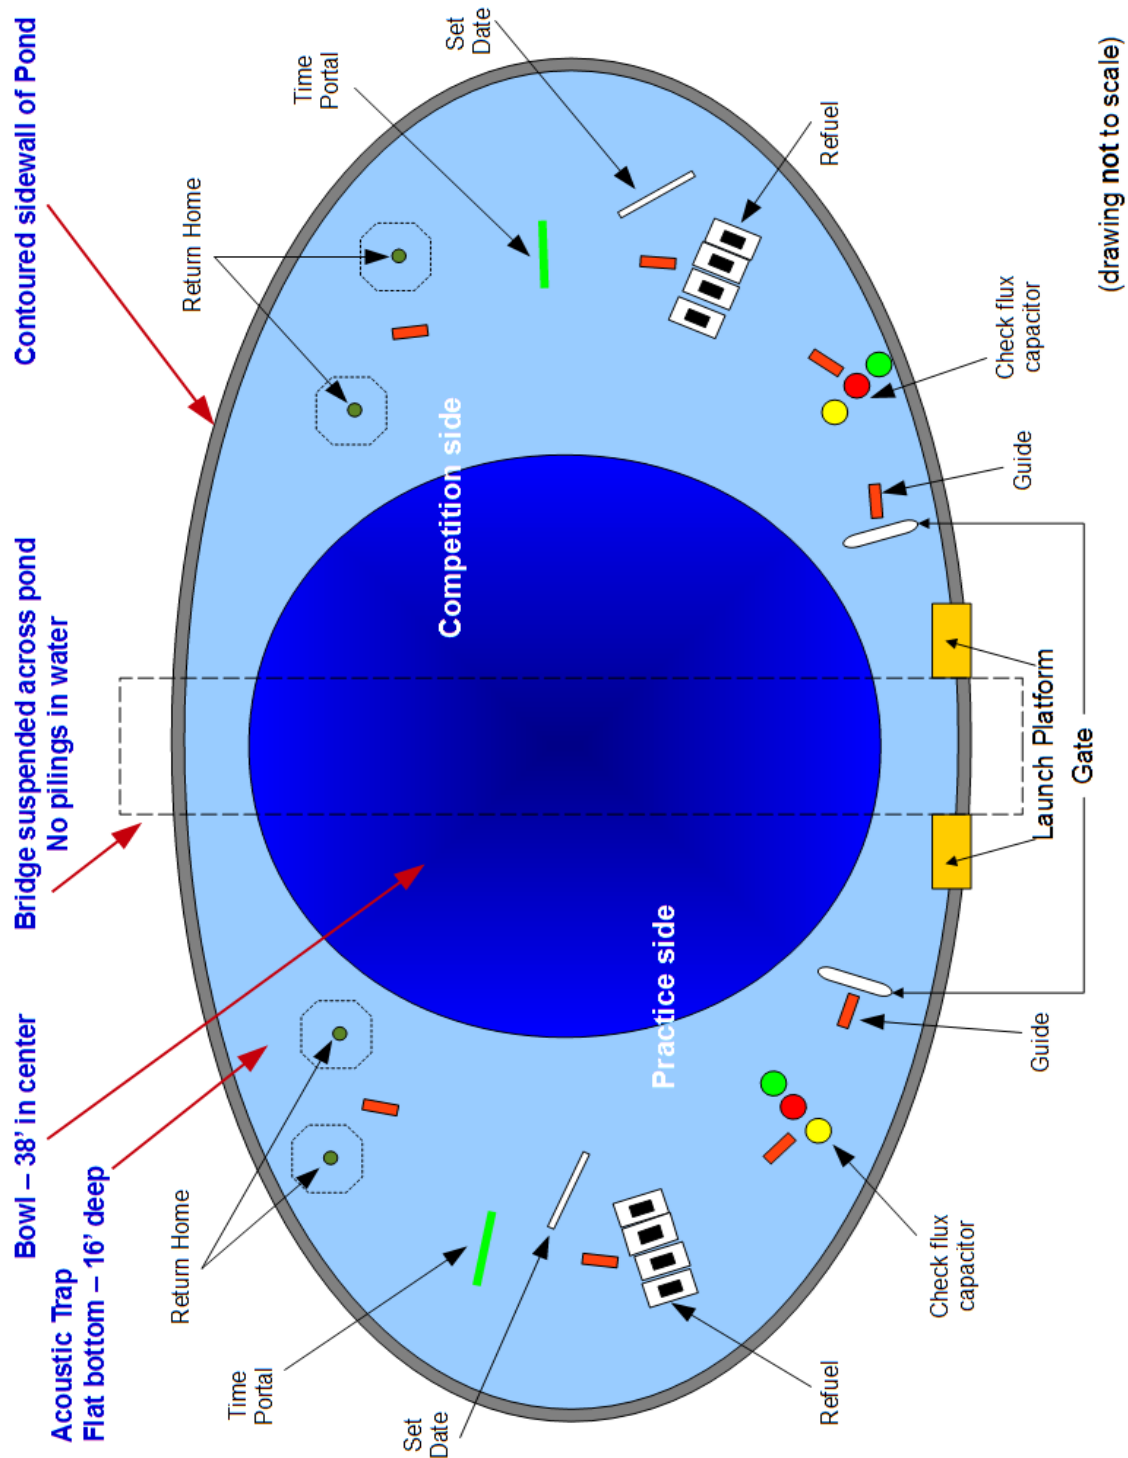 Acoustic Trap
Flat bottom – 16’ deep
Bowl – 38’ in center
Bridge suspended across pond
No pilings in water
Contoured sidewall of Pond
Time
Portal
Return Home
Return Home
Time
Portal
Set
Date
Set
Date
Practice side
Competition side
Refuel
Check flux
capacitor
Guide
Launch Platform
Gate
Guide
Check flux
capacitor
Refuel
(drawing not to scale)